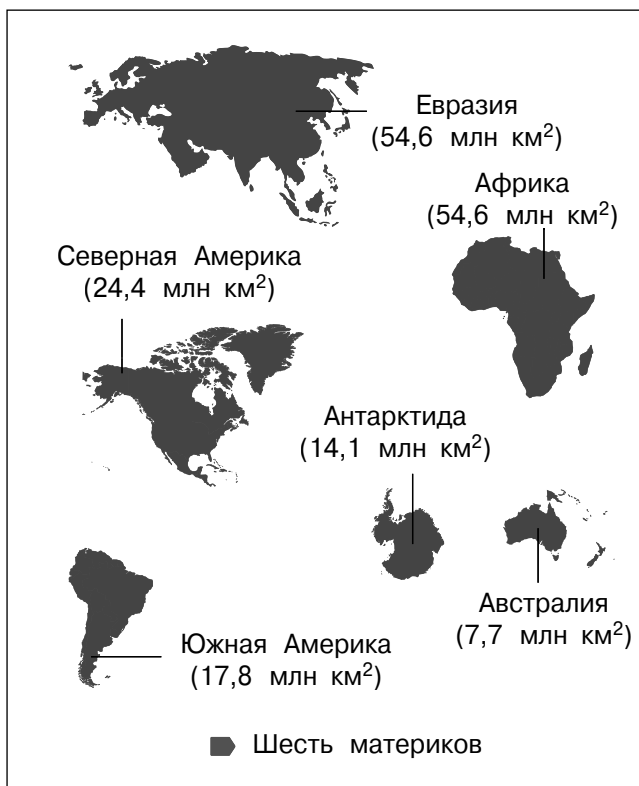 Евразия
(54,6 млн км²)
Африка
(54,6 млн км²)
Северная Америка
(24,4 млн км²)
Антарктида
(14,1 млн км²)
Австралия
(7,7 млн км²)
Южная Америка
(17,8 млн км²)
Шесть материков